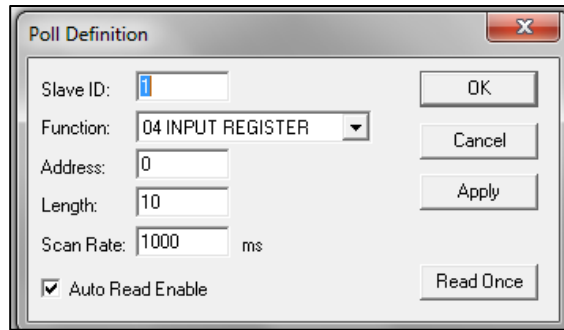 Poll Definition
Slave ID: 1
OK
Function: 04 INPUT REGISTER
Cancel
Address: 0
Apply
Length: 10
Scan Rate: 1000 ms
Auto Read Enable
Read Once